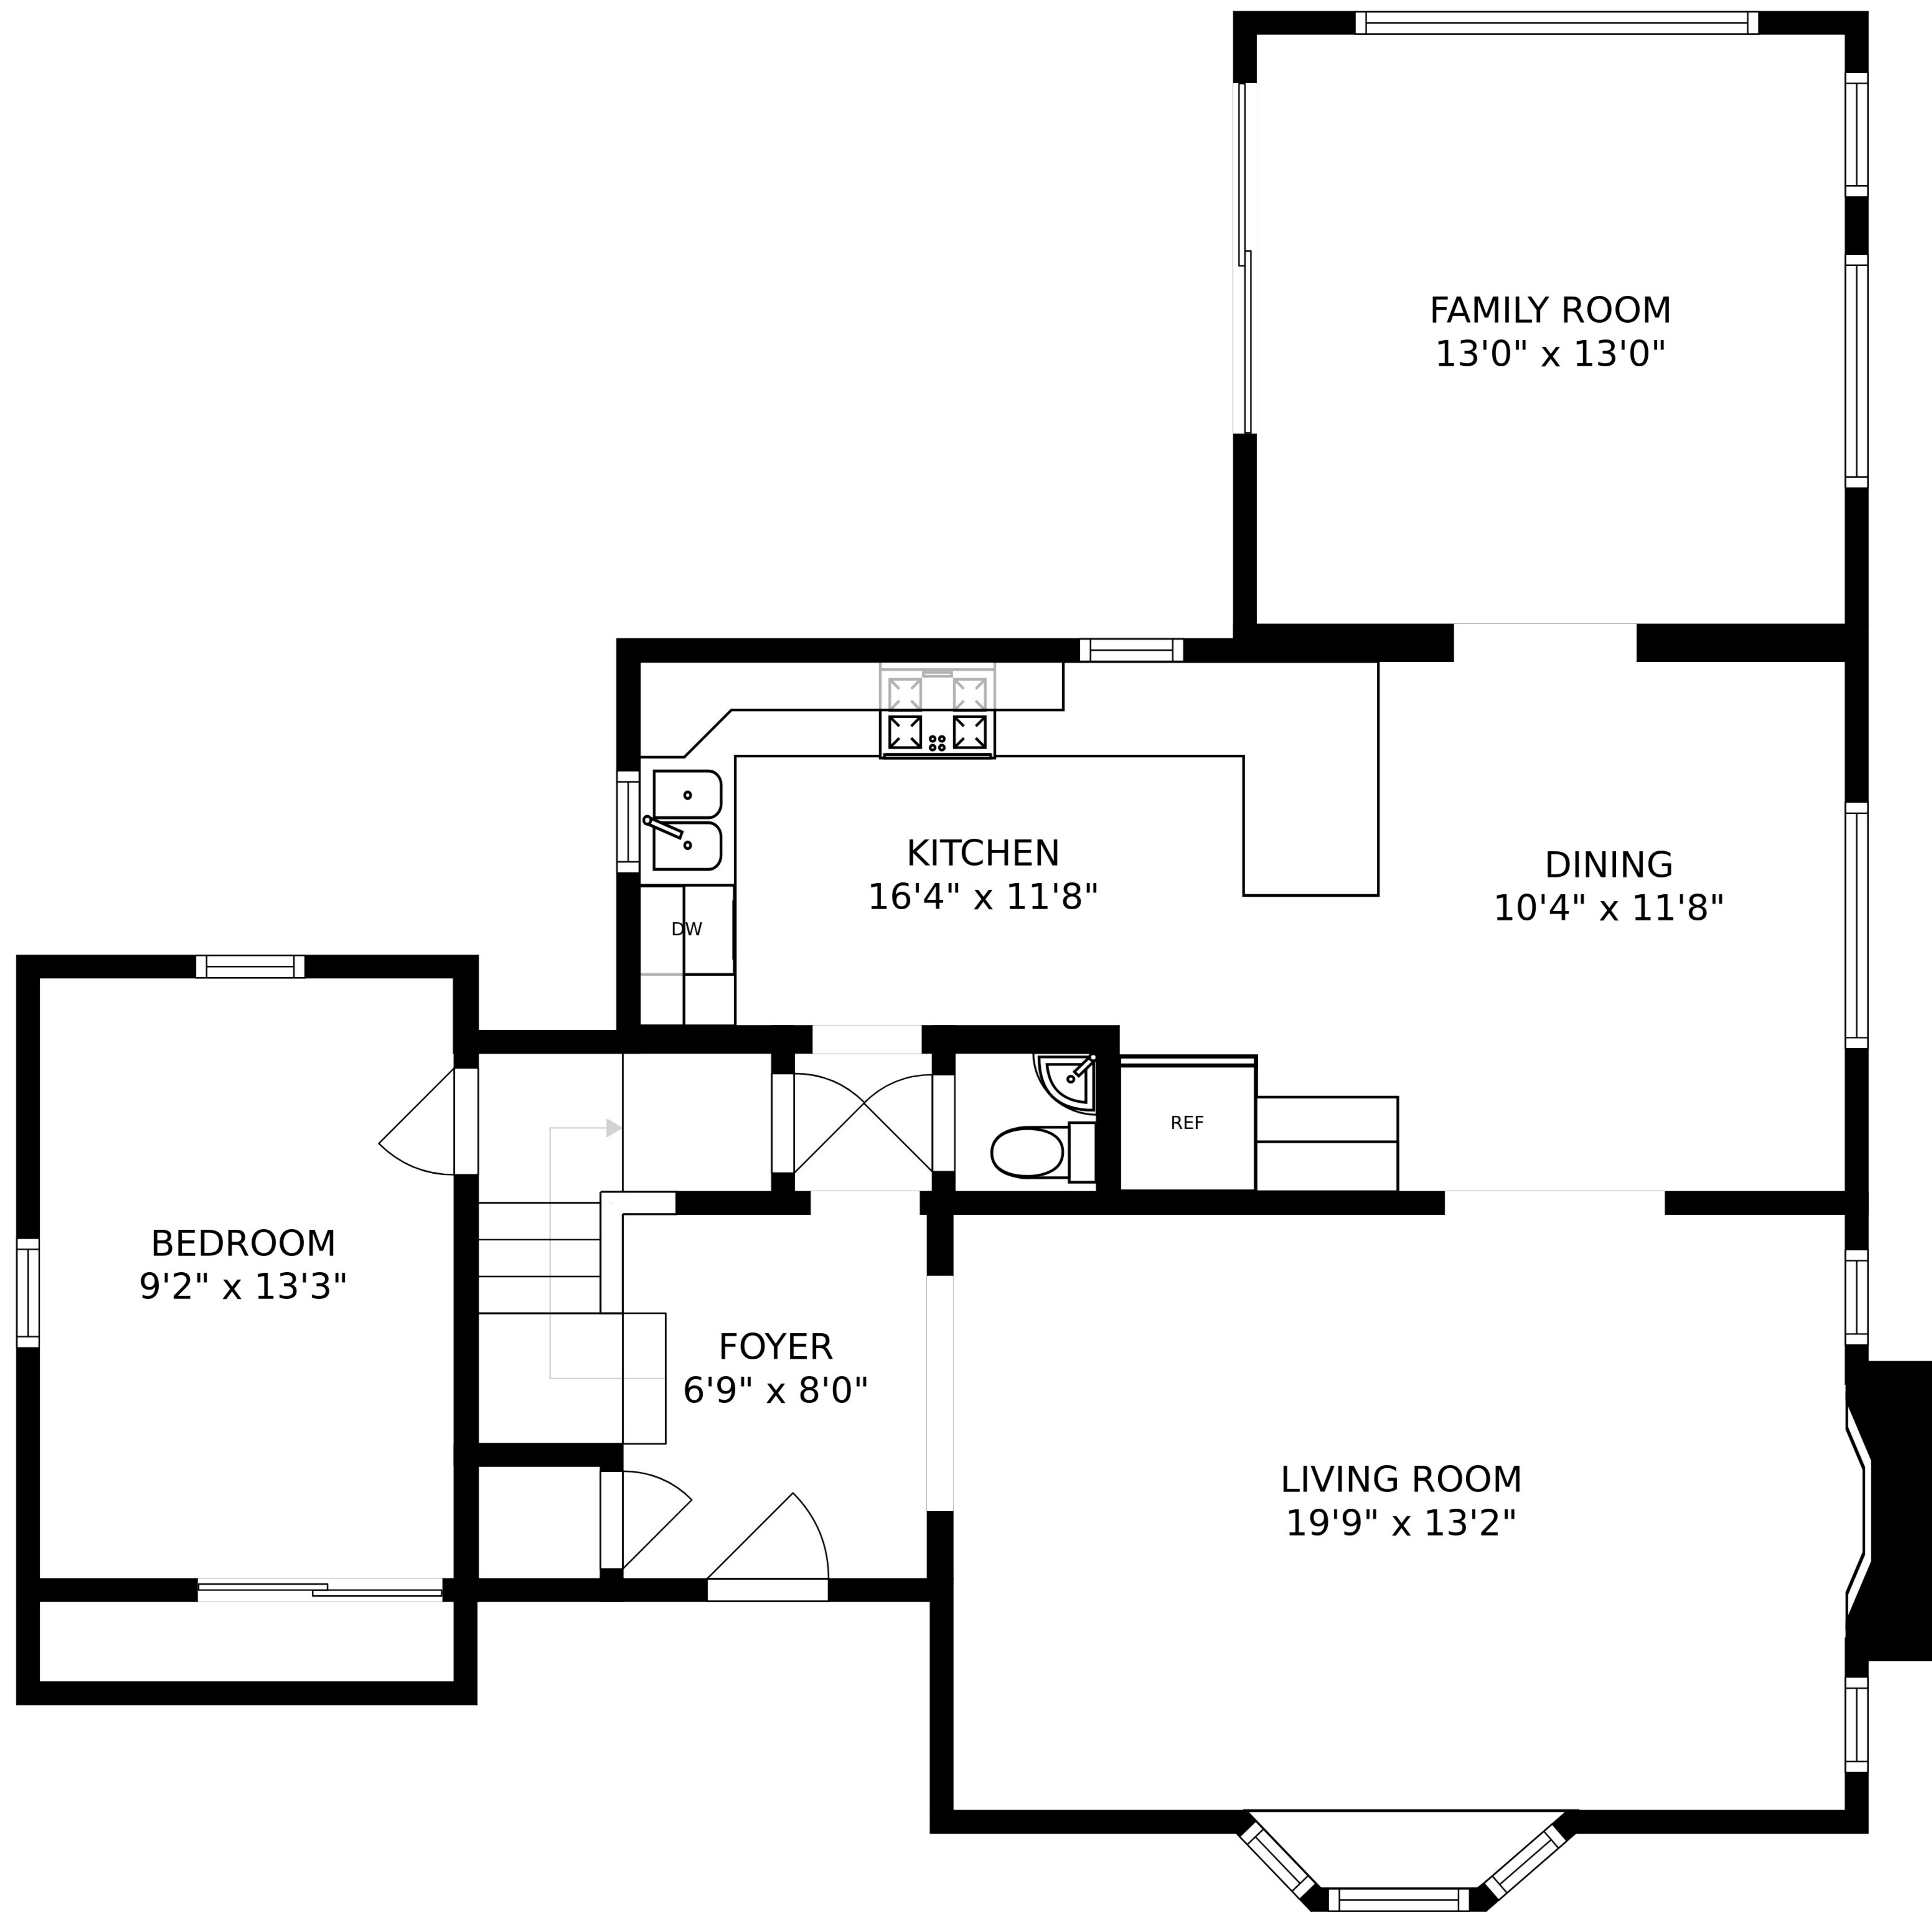 FAMILY ROOM
13'0" x 13'0"
KITCHEN
16'4" x 11'8"
DINING
10'4" x 11'8"
DW
REF
BEDROOM
9'2" x 13'3"
FOYER
6'9" x 8'0"
LIVING ROOM
19'9" x 13'2"